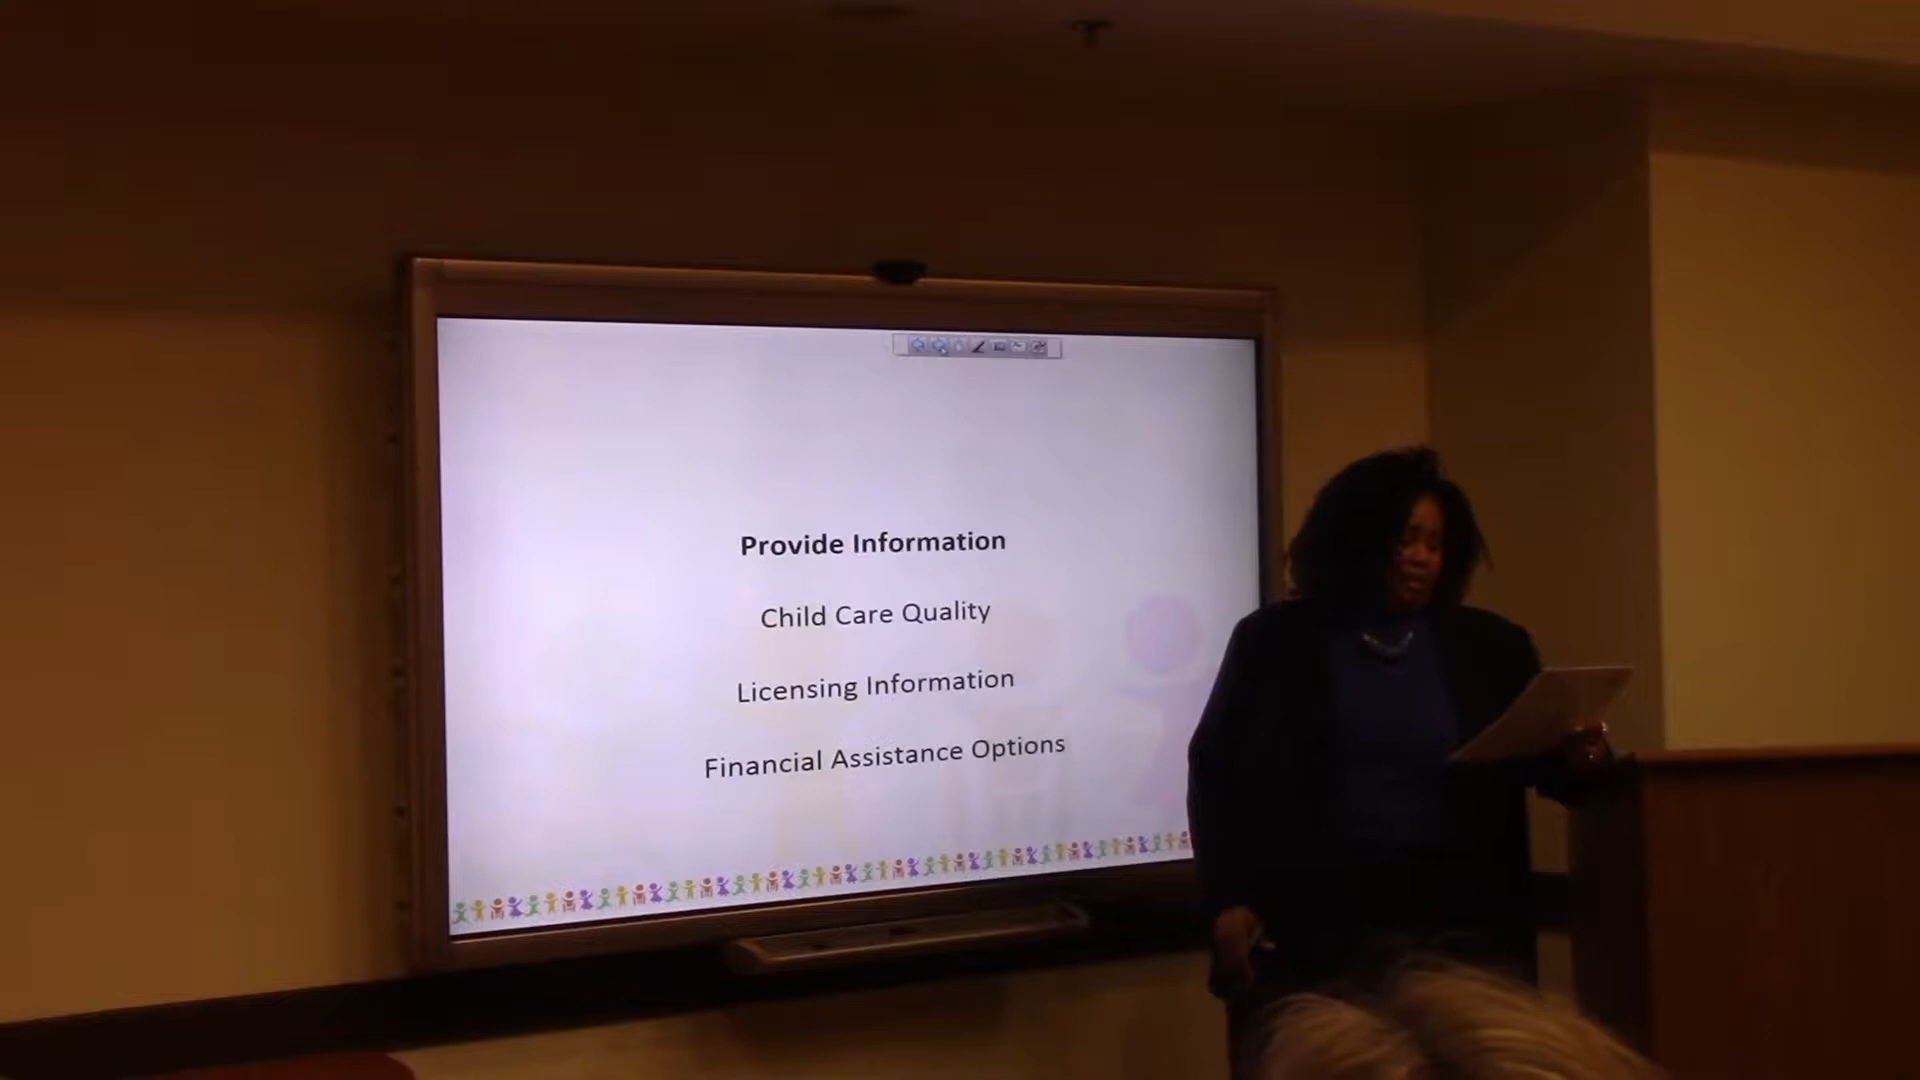 Provide Information
Child Care Quality
Licensing Information
Financial Assistance Options